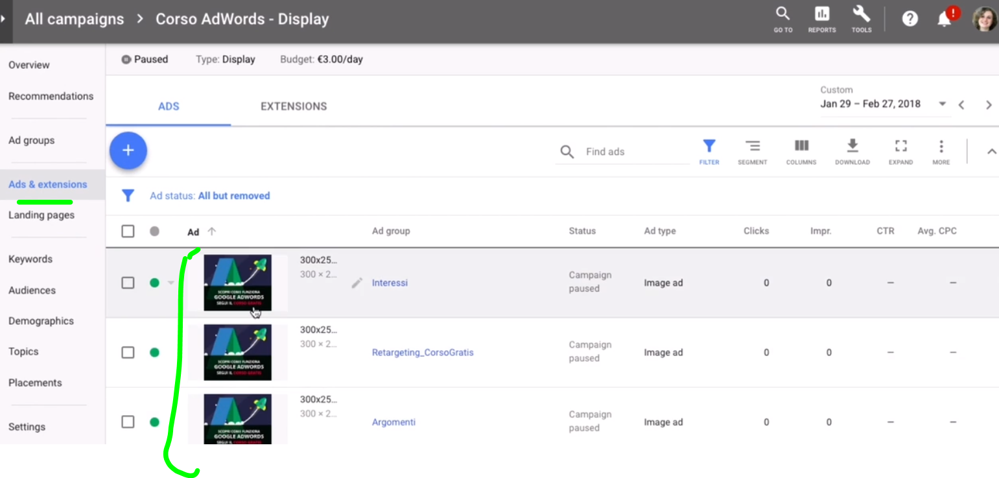 All campaigns > Corso AdWords - Display
GO TO REPORTS TOOLS
Paused Type: Display Budget: €3.00/day
Overview
Recommendations
Ad groups
Ads & extensions
Landing pages
Keywords
Audiences
Demographics
Topics
Placements
Settings
ADS EXTENSIONS
Custom
Jan 29 – Feb 27, 2018
Find ads
FILTER SEGMENT COLUMNS DOWNLOAD EXPAND MORE
Ad status: All but removed
Ad Ad group Status Ad type Clicks Impr. CTR Avg. CPC
SCOPRI COME FUNZIONA
GOOGLE ADWORDS
SEGUI IL CORSO GRATIS
300x25...
300 × 2...
Interessi
Campaign
paused
Image ad 0 0 – –
SCOPRI COME FUNZIONA
GOOGLE ADWORDS
SEGUI IL CORSO GRATIS
300x25...
300 × 2...
Retargeting_CorsoGratis
Campaign
paused
Image ad 0 0 – –
SCOPRI COME FUNZIONA
GOOGLE ADWORDS
SEGUI IL CORSO GRATIS
300x25...
300 × 2...
Argomenti
Campaign
paused
Image ad 0 0 – –